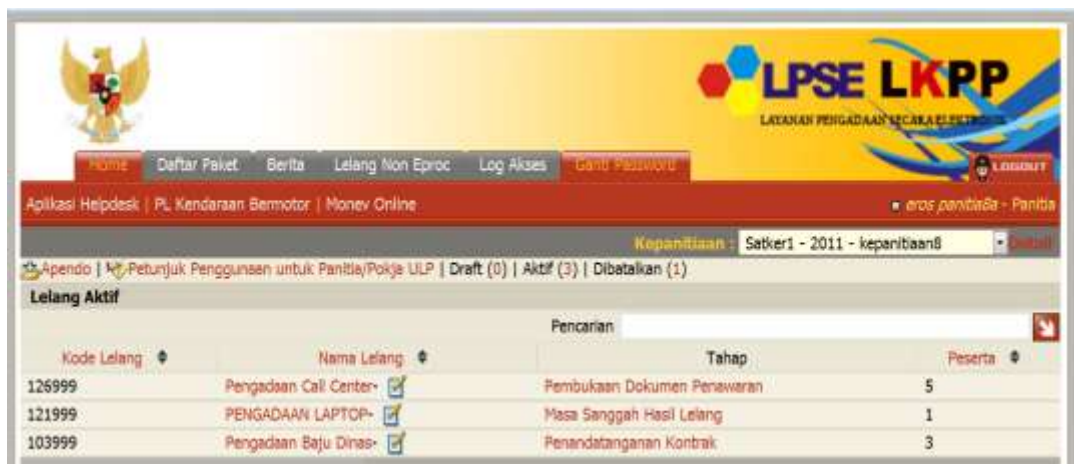 LPSE LKPP
LAYANAN PENGADAAN SECARA ELEKTRONIK
Home Daftar Paket Berita Lelang Non Eproc Log Akses Ganti Password LOGOUT
Aplikasi Helpdesk | PL Kendaraan Bermotor | Monev Online eros panitia8a - Panitia
Kepanitiaan : Satker1 - 2011 - kepanitiaan8 Detail
Apendo | Petunjuk Penggunaan untuk Panitia/Pokja ULP | Draft (0) | Aktif (3) | Dibatalkan (1)
Lelang Aktif
Pencarian
Kode Lelang Nama Lelang Tahap Peserta
126999 Pengadaan Call Center- Pembukaan Dokumen Penawaran 5
121999 PENGADAAN LAPTOP- Masa Sanggah Hasil Lelang 1
103999 Pengadaan Baju Dinas- Penandatanganan Kontrak 3